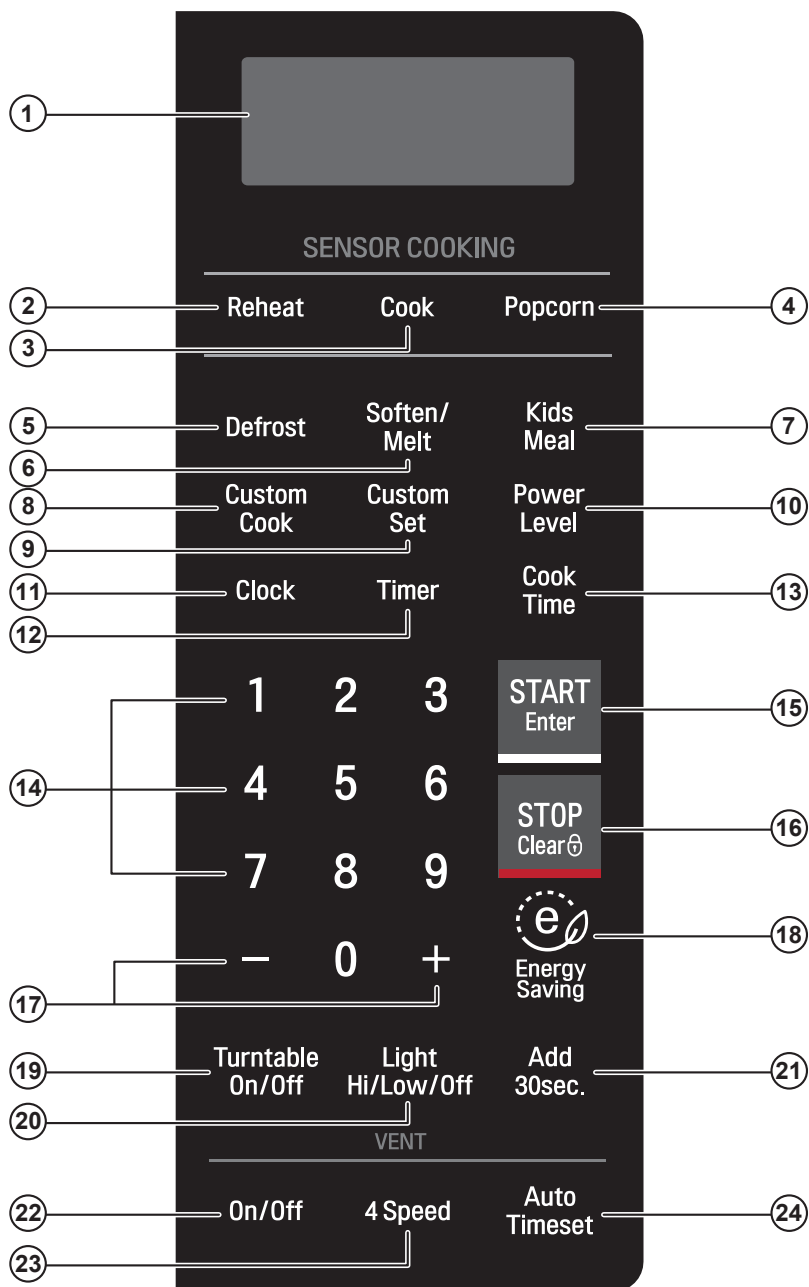 1
SENSOR COOKING
2 Reheat Cook Popcorn 4
3
5 Defrost Soften/ Melt Kids Meal 7
6
8 Custom Cook Custom Set Power Level 10
9
11 Clock Timer Cook Time 13
12
1 2 3 START Enter 15
14 4 5 6 STOP Clear 16
7 8 9
e
18
− 0 + Energy Saving
17
19 Turntable On/Off Light Hi/Low/Off Add 30sec. 21
20
VENT
22 On/Off 4 Speed Auto Timeset 24
23